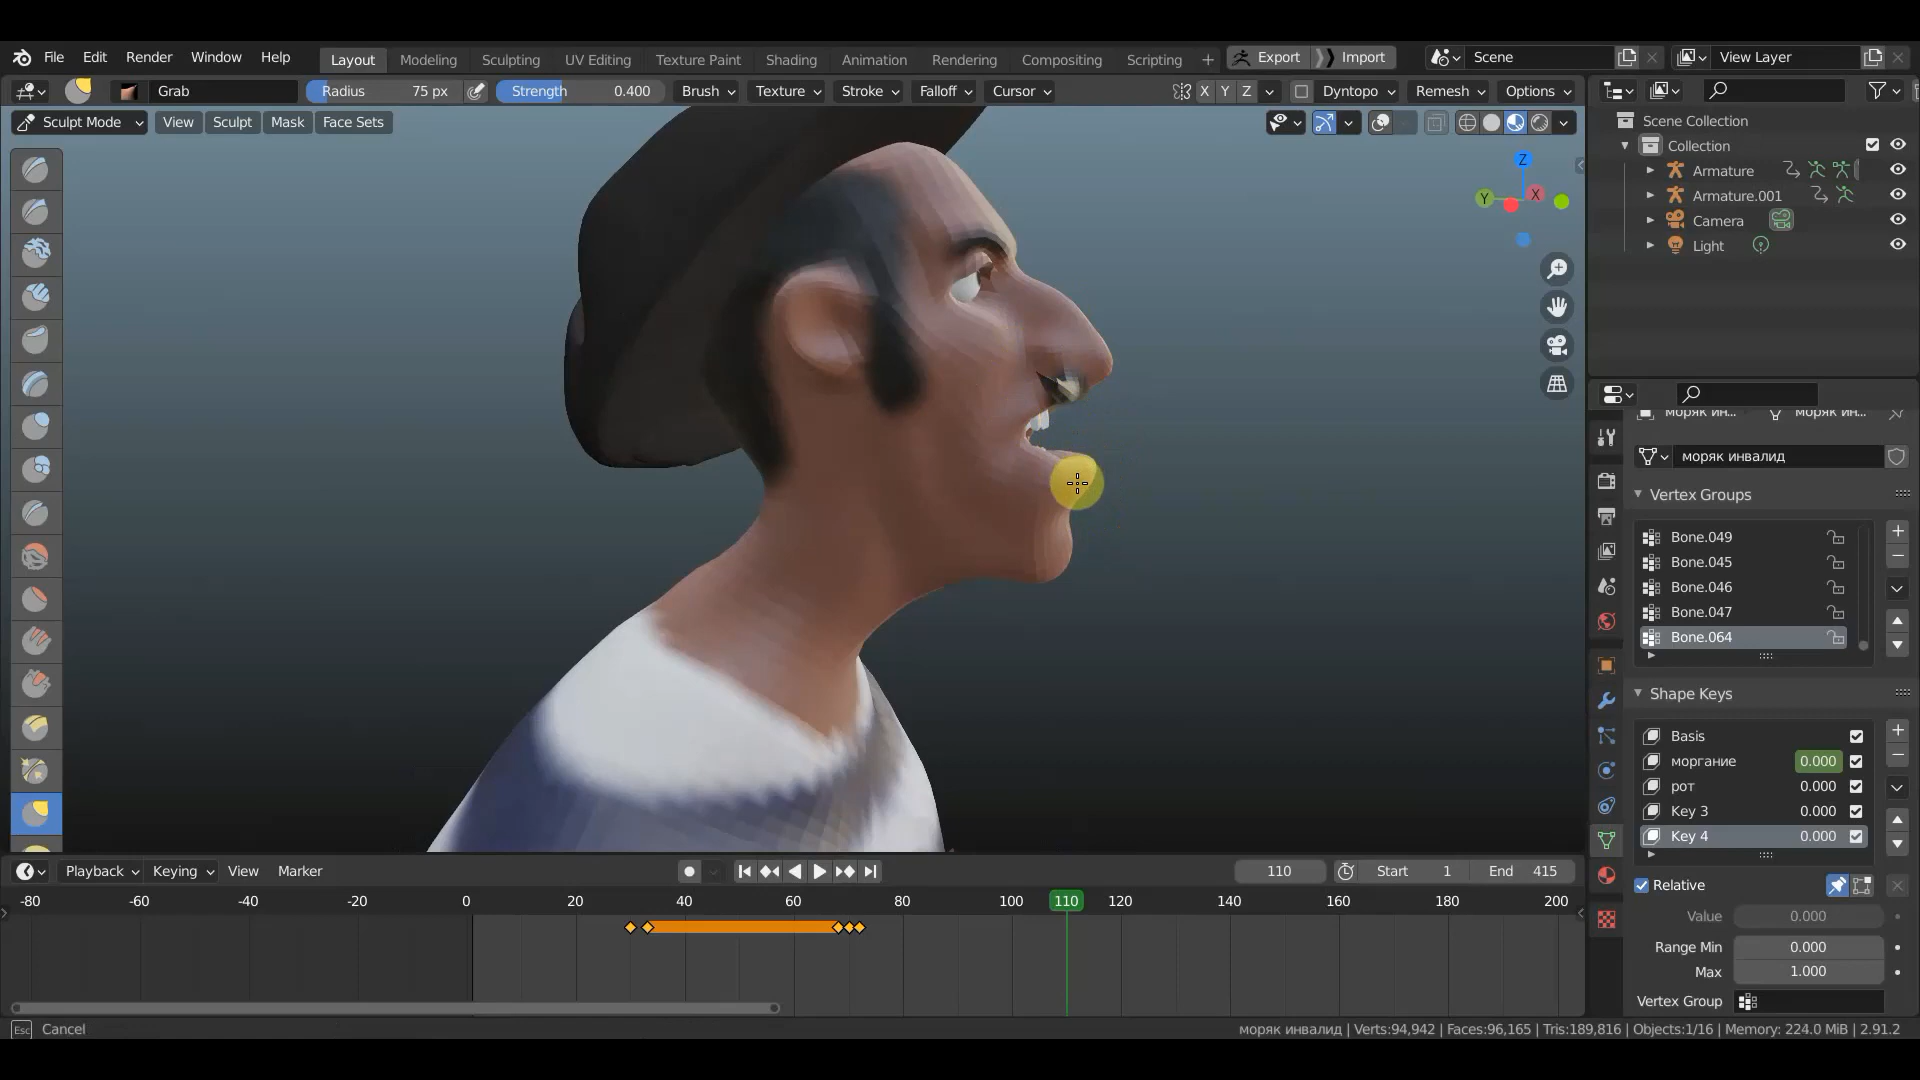 File Edit Render Window Help Layout Modeling Sculpting UV Editing Texture Paint Shading Animation Rendering Compositing Scripting + Export Import Scene View Layer
Grab Radius 75 px Strength 0.400 Brush Texture Stroke Falloff Cursor X Y Z Dyntopo Remesh Options
Sculpt Mode View Sculpt Mask Face Sets
Scene Collection
Collection
Armature
Armature.001
Camera
Light
Z
Y X
моряк ин... моряк ин...
моряк инвалид
Vertex Groups
Bone.049
Bone.045
Bone.046
Bone.047
Bone.064
Shape Keys
Basis
моргание 0.000
рот 0.000
Key 3 0.000
Key 4 0.000
Relative
Value 0.000
Range Min 0.000
Max 1.000
Vertex Group
Playback Keying View Marker 110 Start 1 End 415
-80 -60 -40 -20 0 20 40 60 80 100 110 120 140 160 180 200
Esc Cancel моряк инвалид | Verts:94,942 | Faces:96,165 | Tris:189,816 | Objects:1/16 | Memory: 224.0 MiB | 2.91.2